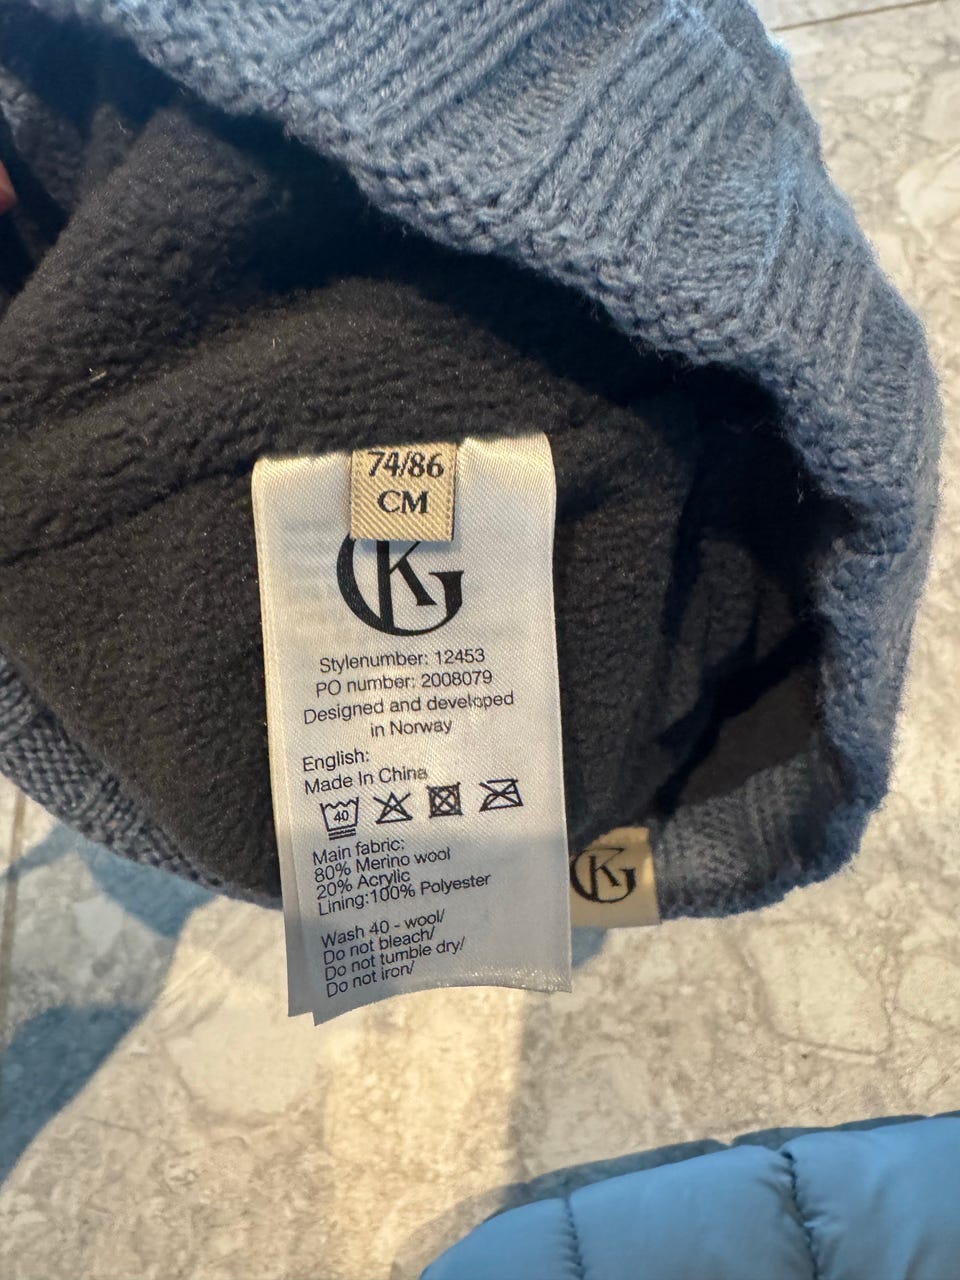 74/86
CM
KG
Stylenumber: 12453
PO number: 2008079
Designed and developed
in Norway
English:
Made In China
40
Main fabric:
80% Merino wool
20% Acrylic
Lining:100% Polyester
Wash 40 - wool/
Do not bleach/
Do not tumble dry/
Do not iron/
KG